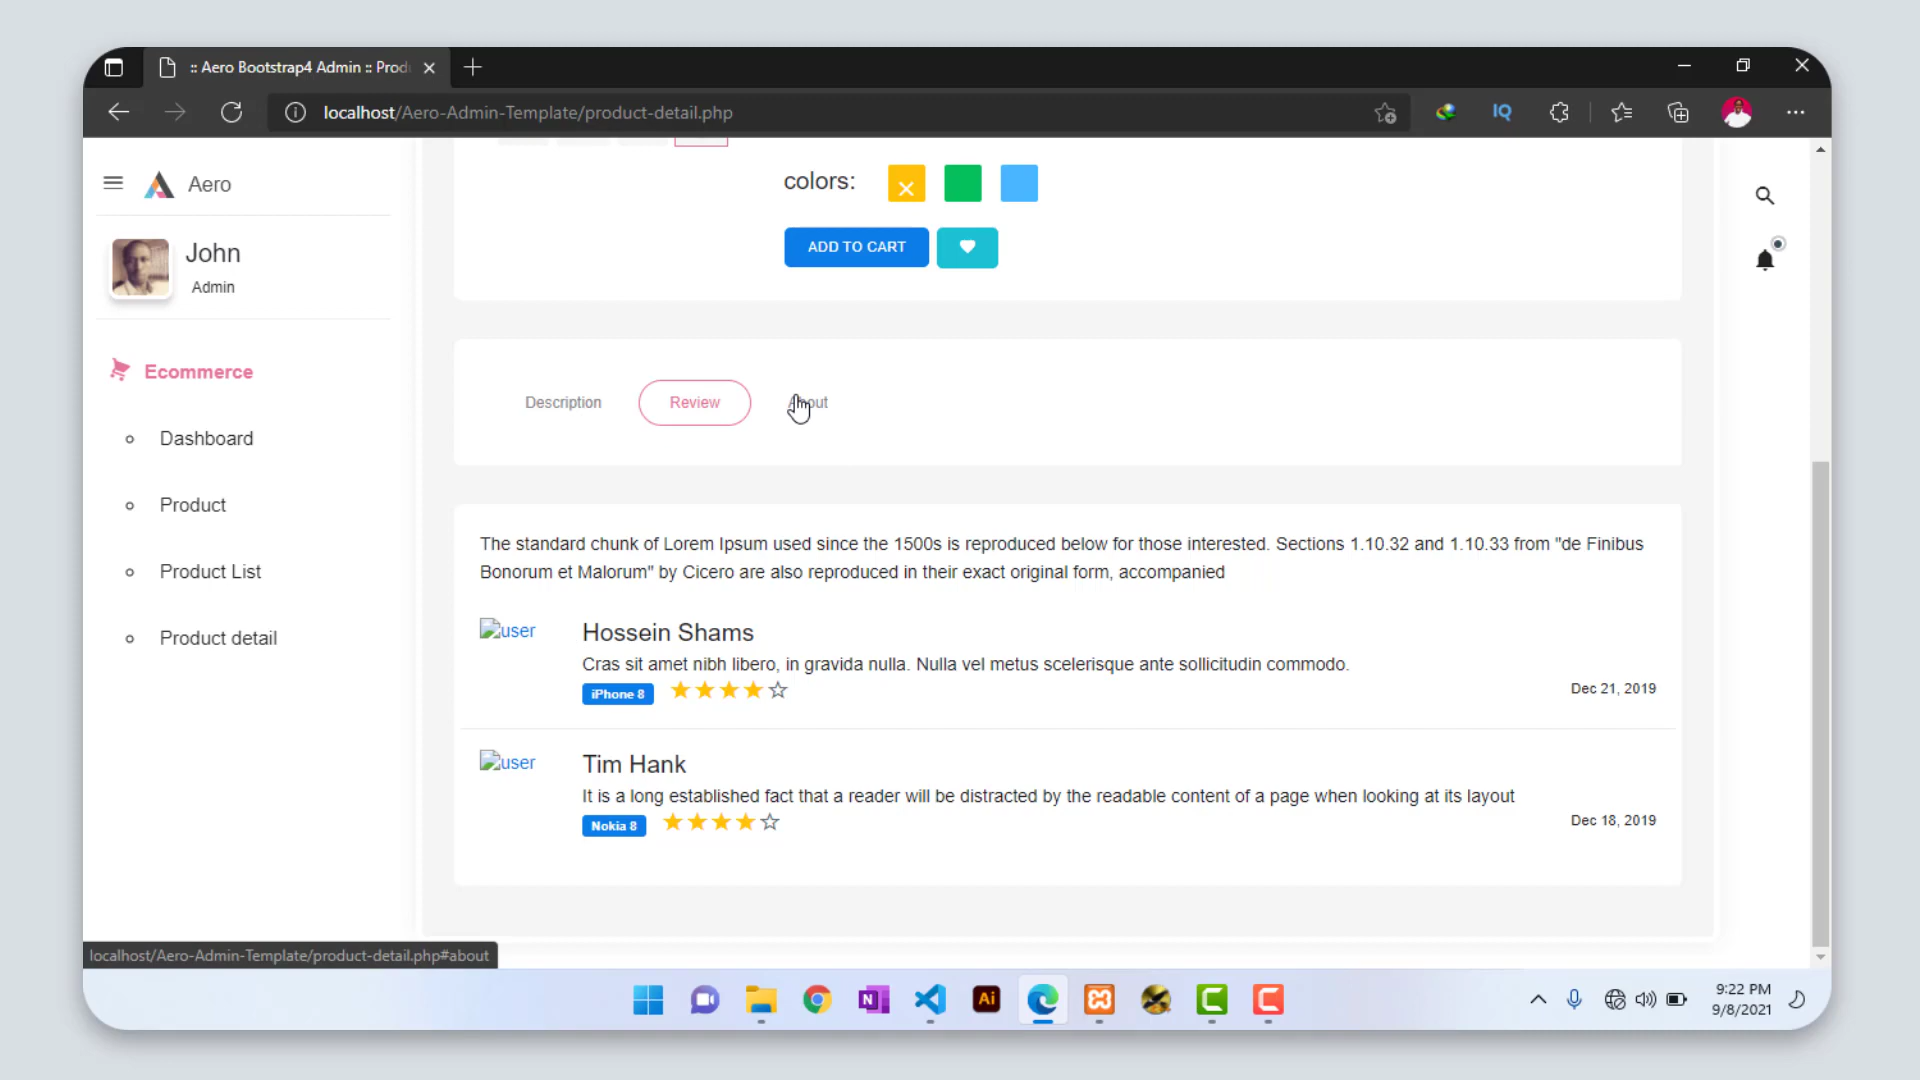 :: Aero Bootstrap4 Admin :: Prod
localhost/Aero-Admin-Template/product-detail.php
IQ
Aero
John
Admin
Ecommerce
Dashboard
Product
Product List
Product detail
colors:
ADD TO CART
Description
Review
About
The standard chunk of Lorem Ipsum used since the 1500s is reproduced below for those interested. Sections 1.10.32 and 1.10.33 from "de Finibus
Bonorum et Malorum" by Cicero are also reproduced in their exact original form, accompanied
user
Hossein Shams
Cras sit amet nibh libero, in gravida nulla. Nulla vel metus scelerisque ante sollicitudin commodo.
iPhone 8
Dec 21, 2019
user
Tim Hank
It is a long established fact that a reader will be distracted by the readable content of a page when looking at its layout
Nokia 8
Dec 18, 2019
localhost/Aero-Admin-Template/product-detail.php#about
N
Ai
9:22 PM
9/8/2021